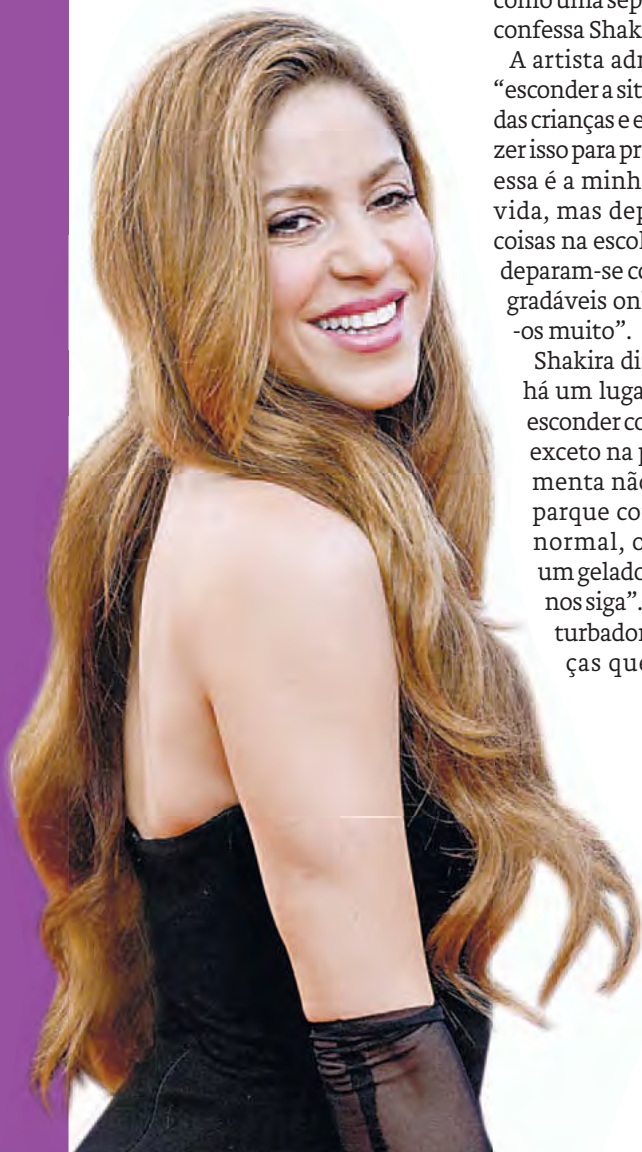 como uma sep
confessa Shak
A artista adr
“esconder a sit
das crianças e e
zer isso para pr
essa é a minh
vida, mas dep
coisas na escol
deparam-se co
gradáveis onl
-os muito”.
Shakira di
há um luga
esconder co
exceto na p
menta não
parque co
normal, o
um gelado
nos siga”.
turbador
ças que